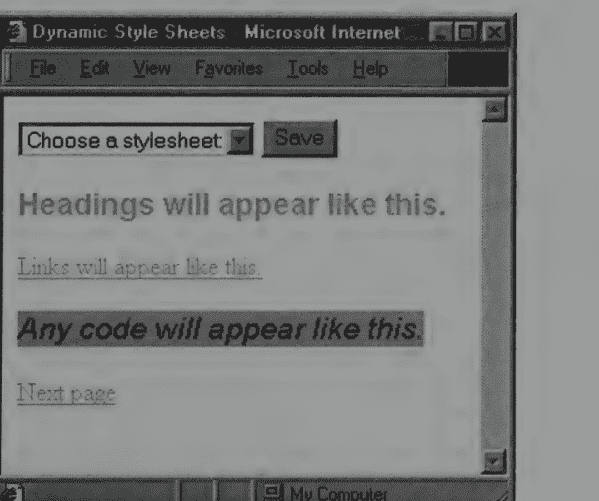 Dynamic Style Sheets Microsoft Internet
File Edit View Favorites Tools Help
Choose a stylesheet: Save
Headings will appear like this.
Links will appear like this.
Any code will appear like this.
Next page
My Computer